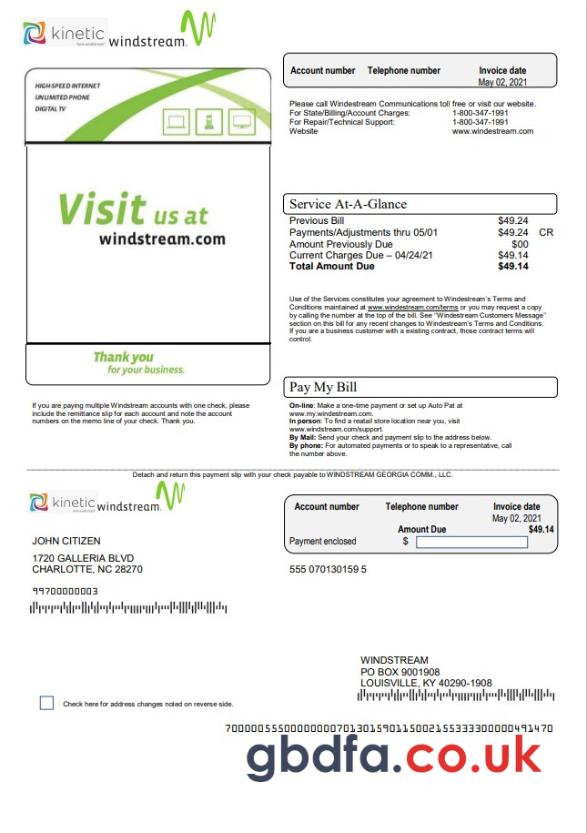 kinetic windstream.
HIGH-SPEED INTERNET
UNLIMITED PHONE
DIGITAL TV
Visit us at
windstream.com
Thank you
for your business.
If you are paying multiple Windestream accounts with one check, please
include the remittance slip for each account and note the account
numbers on the memo line of your check. Thank you.
Account number Telephone number Invoice date
May 02, 2021
Please call Windestream Communications toll free or visit our website.
For State/Billing/Account Charges: 1-800-347-1991
For Repair/Technical Support: 1-800-347-1991
Website www.windestream.com
Service At-A-Glance
Previous Bill $49.24
Payments/Adjustments thru 05/01 $49.24 CR
Amount Previously Due $00
Current Charges Due – 04/24/21 $49.14
Total Amount Due $49.14
Use of the Services constitutes your agreement to Windestream's Terms and
Conditions maintained at www.windestream.com/terms or you may request a copy
by calling the number at the top of the bill. See "Windestream Customers Message"
section on this bill for any recent changes to Windestream's Terms and Conditions.
If you are a business customer with a existing contract, those contract terms will
control.
Pay My Bill
On-line: Make a one-time payment or set up Auto Pat at
www.my.windestream.com.
In person: To find a reatail store location near you, visit
www.windestream.com/support.
By Mail: Send your check and payment slip to the address below.
By phone: For automated payments or to speak to a representative, call
the number above.
Detach and return this payment slip with your check payable to WINDSTREAM GEORGIA COMM., LLC.
kinetic windstream.
Account number Telephone number Invoice date
May 02, 2021
Amount Due $49.14
Payment enclosed $
JOHN CITIZEN
1720 GALLERIA BLVD
CHARLOTTE, NC 28270
555 070130159 5
99700000003
WINDSTREAM
PO BOX 9001908
LOUISVILLE, KY 40290-1908
Check here for address changes noted on reverse side.
gbdfa.co.uk